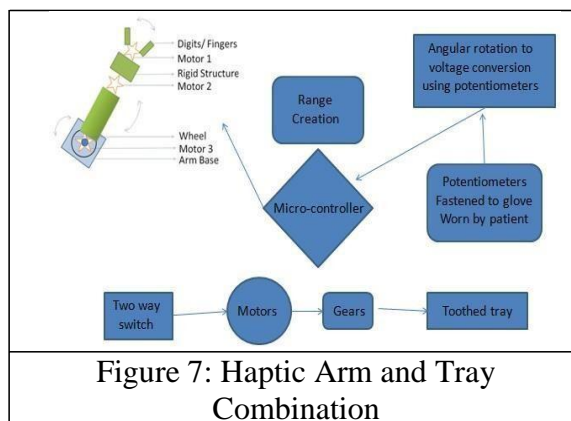 Digits/ Fingers
Motor 1
Rigid Structure
Motor 2
Wheel
Motor 3
Arm Base
Range
Creation
Angular rotation to
voltage conversion
using potentiometers
Micro-controller
Potentiometers
Fastened to glove
Worn by patient
Two way
switch
Motors
Gears
Toothed tray
Figure 7: Haptic Arm and Tray
Combination